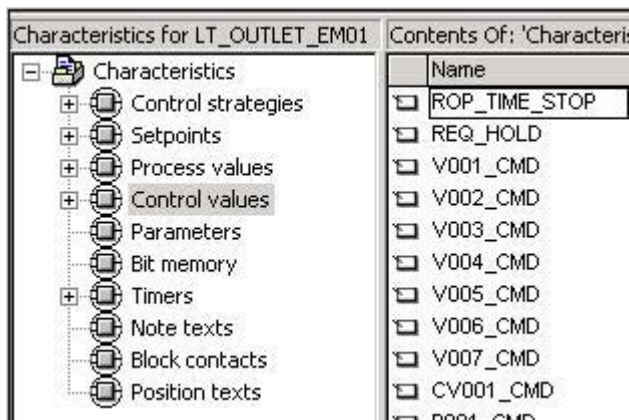 Characteristics for LT_OUTLET_EM01
Characteristics
Control strategies
Setpoints
Process values
Control values
Parameters
Bit memory
Timers
Note texts
Block contacts
Position texts
Contents Of: 'Characteris
Name
ROP_TIME_STOP
REQ_HOLD
V001_CMD
V002_CMD
V003_CMD
V004_CMD
V005_CMD
V006_CMD
V007_CMD
CV001_CMD